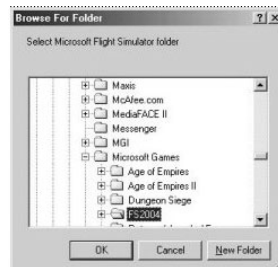 Browse For Folder
Select Microsoft Flight Simulator folder
Maxis
McAfee.com
MediaFACE II
Messenger
MGI
Microsoft Games
Age of Empires
Age of Empires II
Dungeon Siege
FS2004
OK Cancel New Folder